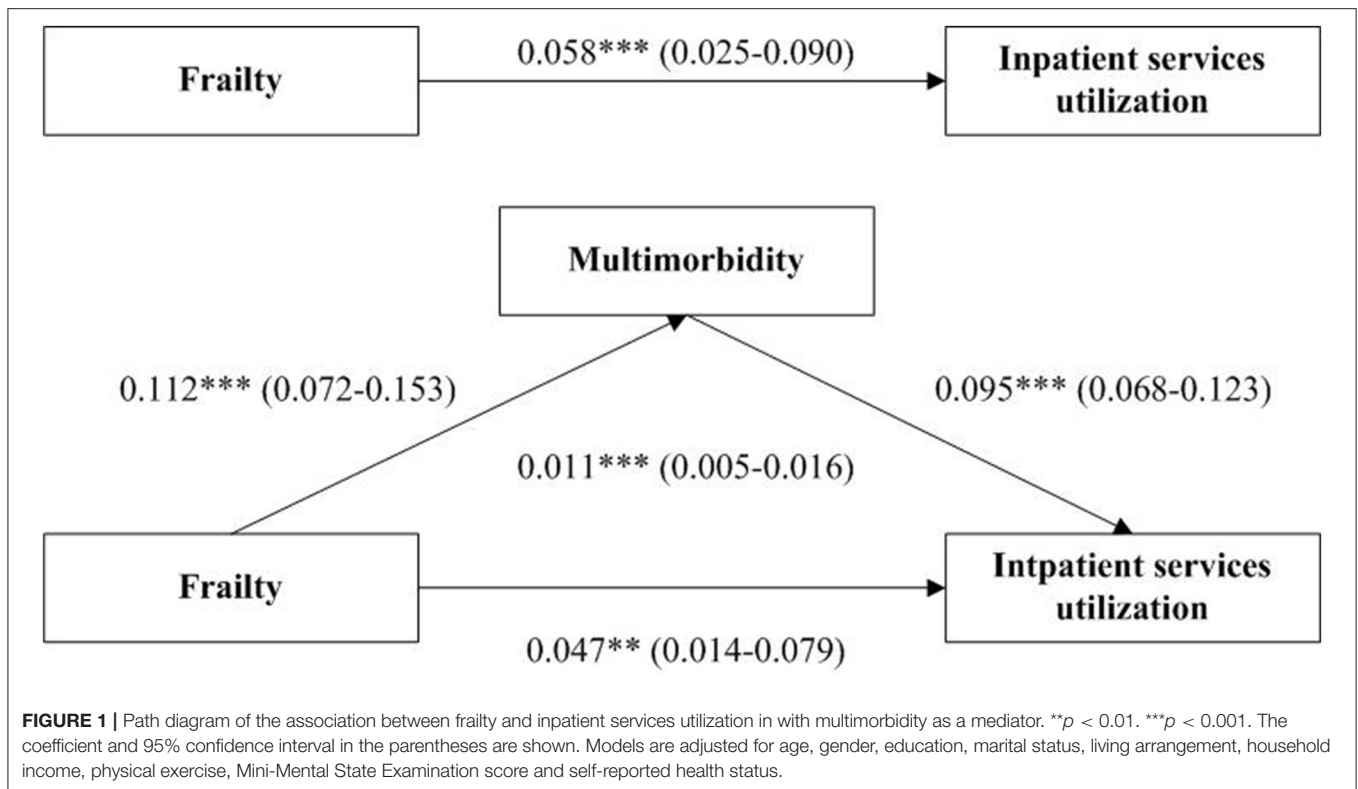 0.058*** (0.025-0.090)
Frailty
Inpatient services
utilization
Multimorbidity
0.112*** (0.072-0.153)
0.095*** (0.068-0.123)
0.011*** (0.005-0.016)
Frailty
Intpatient services
utilization
0.047** (0.014-0.079)
FIGURE 1 | Path diagram of the association between frailty and inpatient services utilization in with multimorbidity as a mediator. **p < 0.01. ***p < 0.001. The
coefficient and 95% confidence interval in the parentheses are shown. Models are adjusted for age, gender, education, marital status, living arrangement, household
income, physical exercise, Mini-Mental State Examination score and self-reported health status.